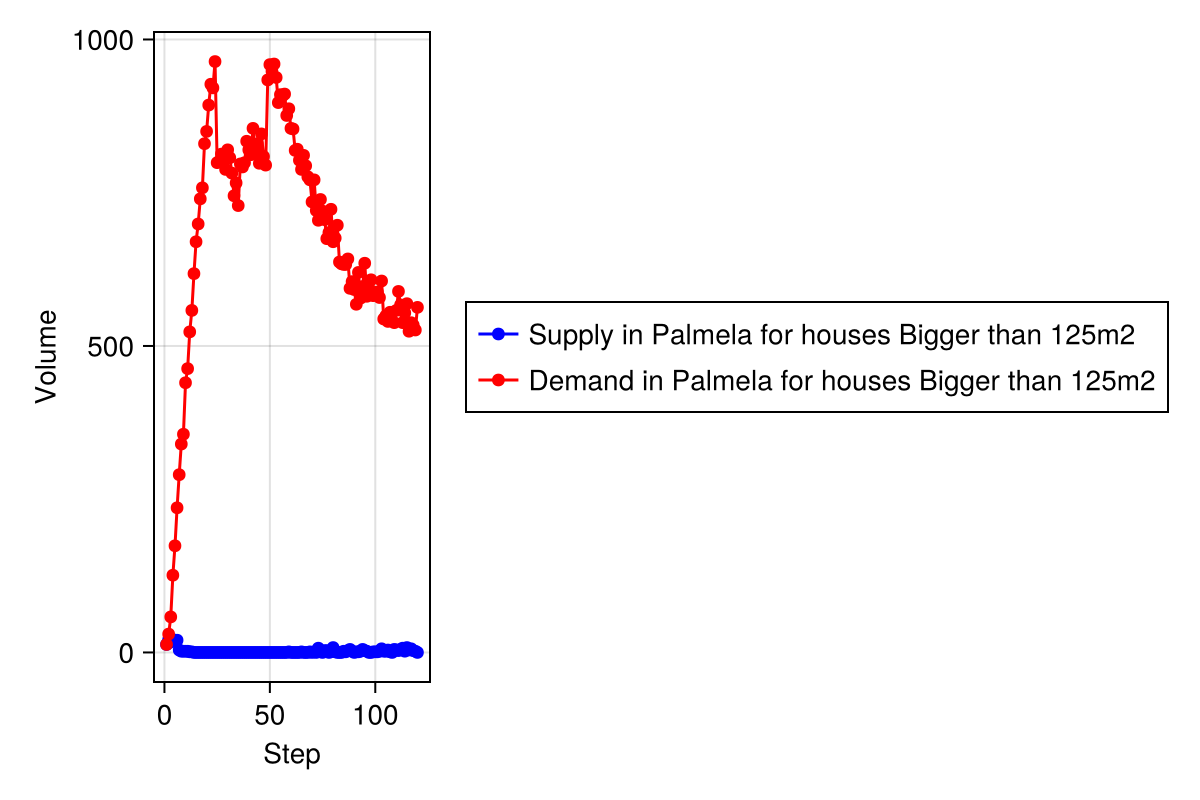 1000
500
0
Volume
0 50 100
Step
Supply in Palmela for houses Bigger than 125m2
Demand in Palmela for houses Bigger than 125m2